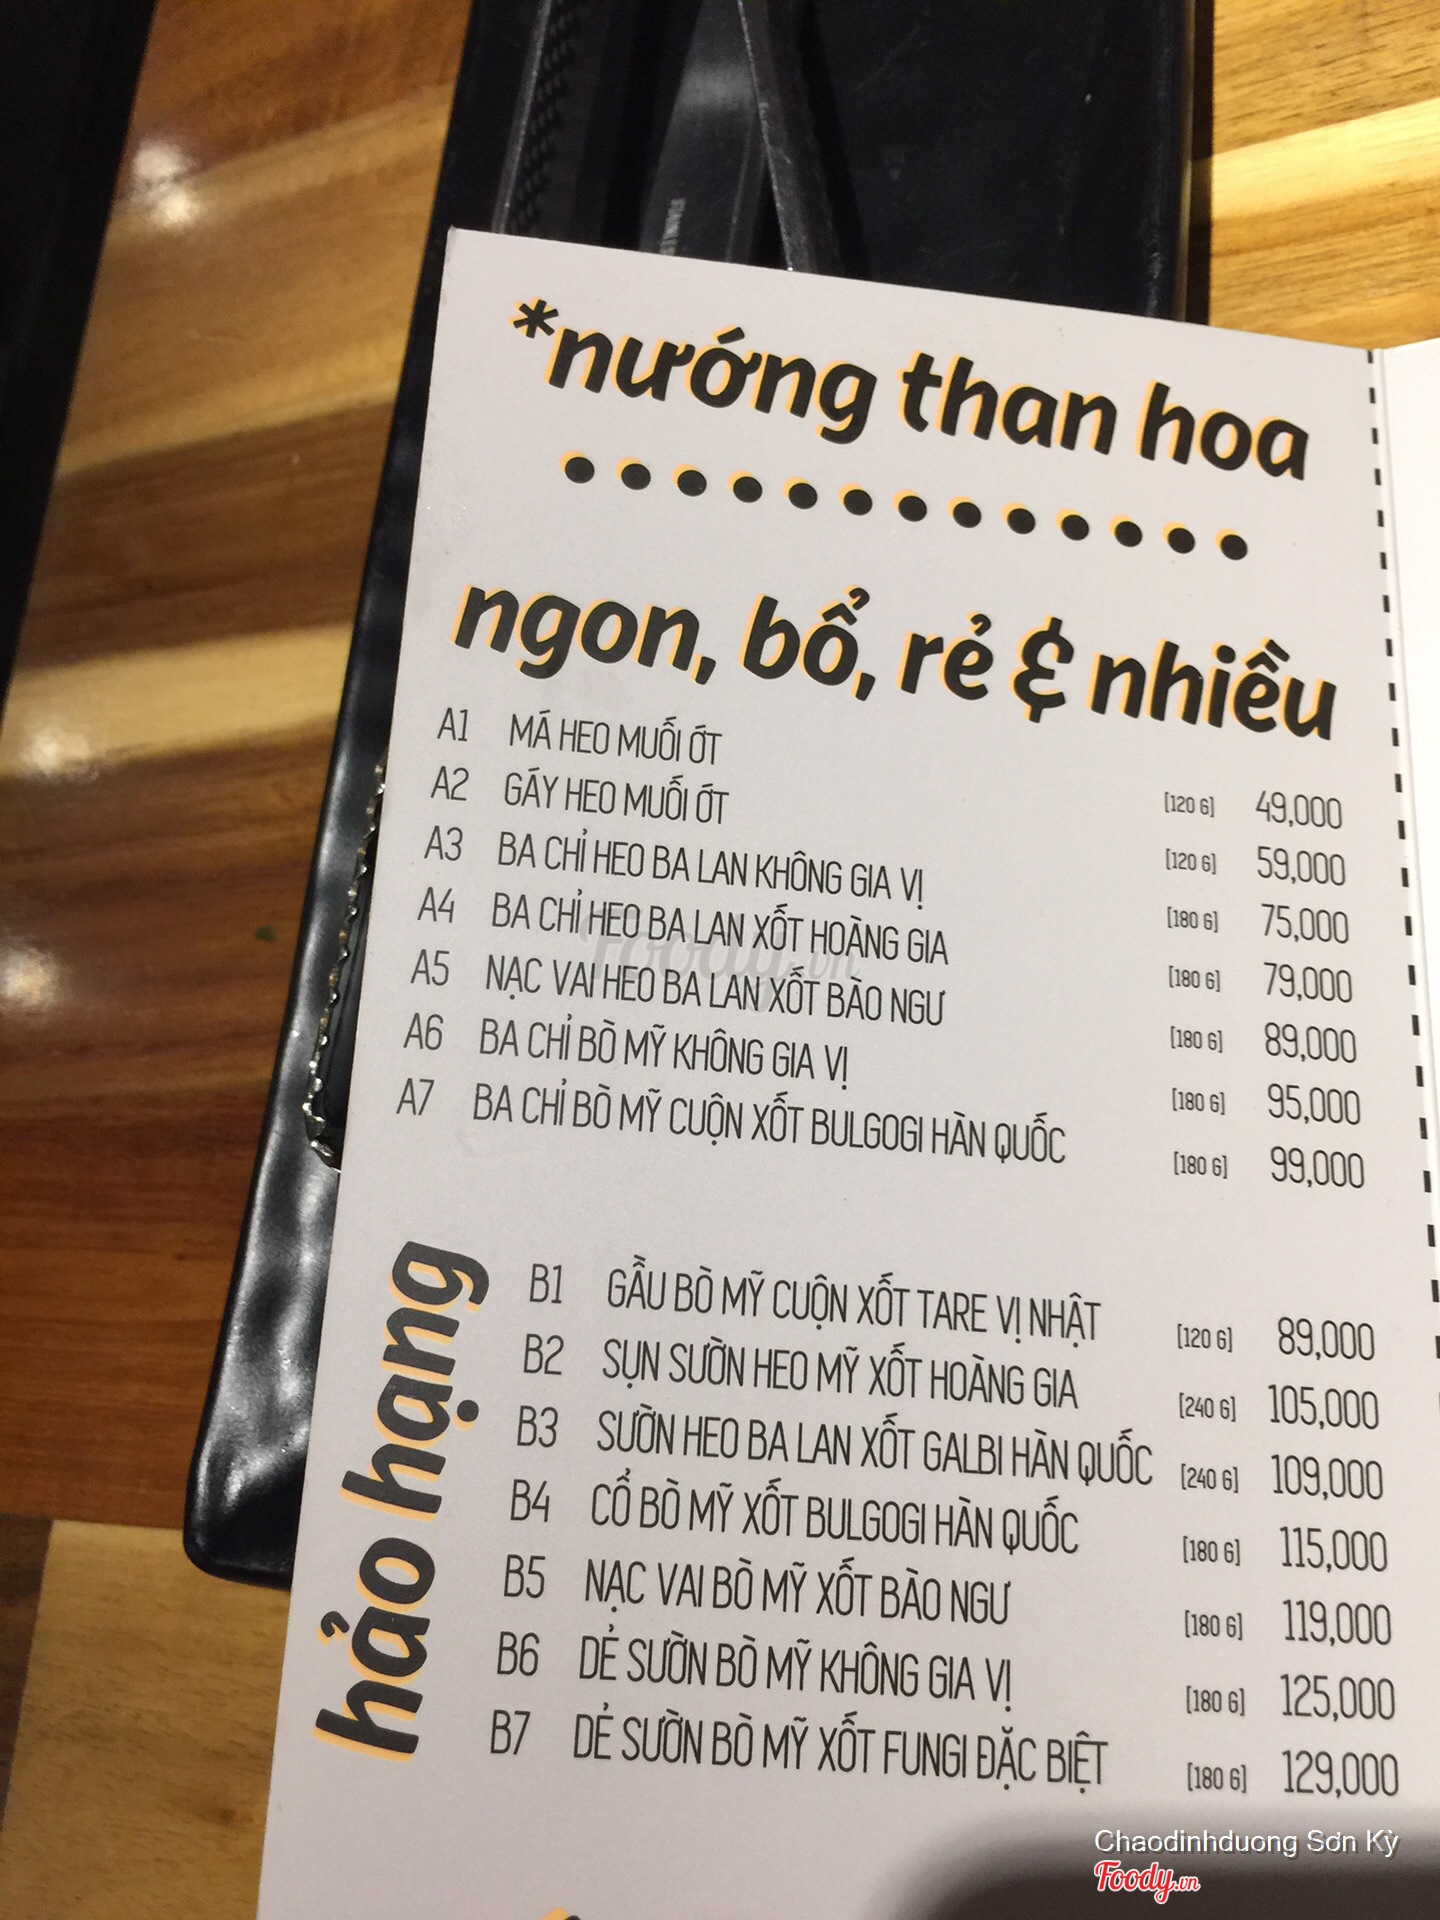 *nướng than hoa
ngon, bổ, rẻ & nhiều
A1 MÁ HEO MUỐI ỚT [120 G] 49,000
A2 GÁY HEO MUỐI ỚT [120 G] 59,000
A3 BA CHỈ HEO BA LAN KHÔNG GIA VỊ [180 G] 75,000
A4 BA CHỈ HEO BA LAN XỐT HOÀNG GIA [180 G] 79,000
A5 NẠC VAI HEO BA LAN XỐT BÀO NGƯ [180 G] 89,000
A6 BA CHỈ BÒ MỸ KHÔNG GIA VỊ [180 G] 95,000
A7 BA CHỈ BÒ MỸ CUỘN XỐT BULGOGI HÀN QUỐC [180 G] 99,000
hảo hạng
B1 GẦU BÒ MỸ CUỘN XỐT TARE VỊ NHẬT [120 G] 89,000
B2 SỤN SƯỜN HEO MỸ XỐT HOÀNG GIA [240 G] 105,000
B3 SƯỜN HEO BA LAN XỐT GALBI HÀN QUỐC [240 G] 109,000
B4 CỔ BÒ MỸ XỐT BULGOGI HÀN QUỐC [180 G] 115,000
B5 NẠC VAI BÒ MỸ XỐT BÀO NGƯ [180 G] 119,000
B6 DẺ SƯỜN BÒ MỸ KHÔNG GIA VỊ [180 G] 125,000
B7 DẺ SƯỜN BÒ MỸ XỐT FUNGI ĐẶC BIỆT [180 G] 129,000
Foody.vn
Chaodinhduong Sơn Kỳ
Foody.vn